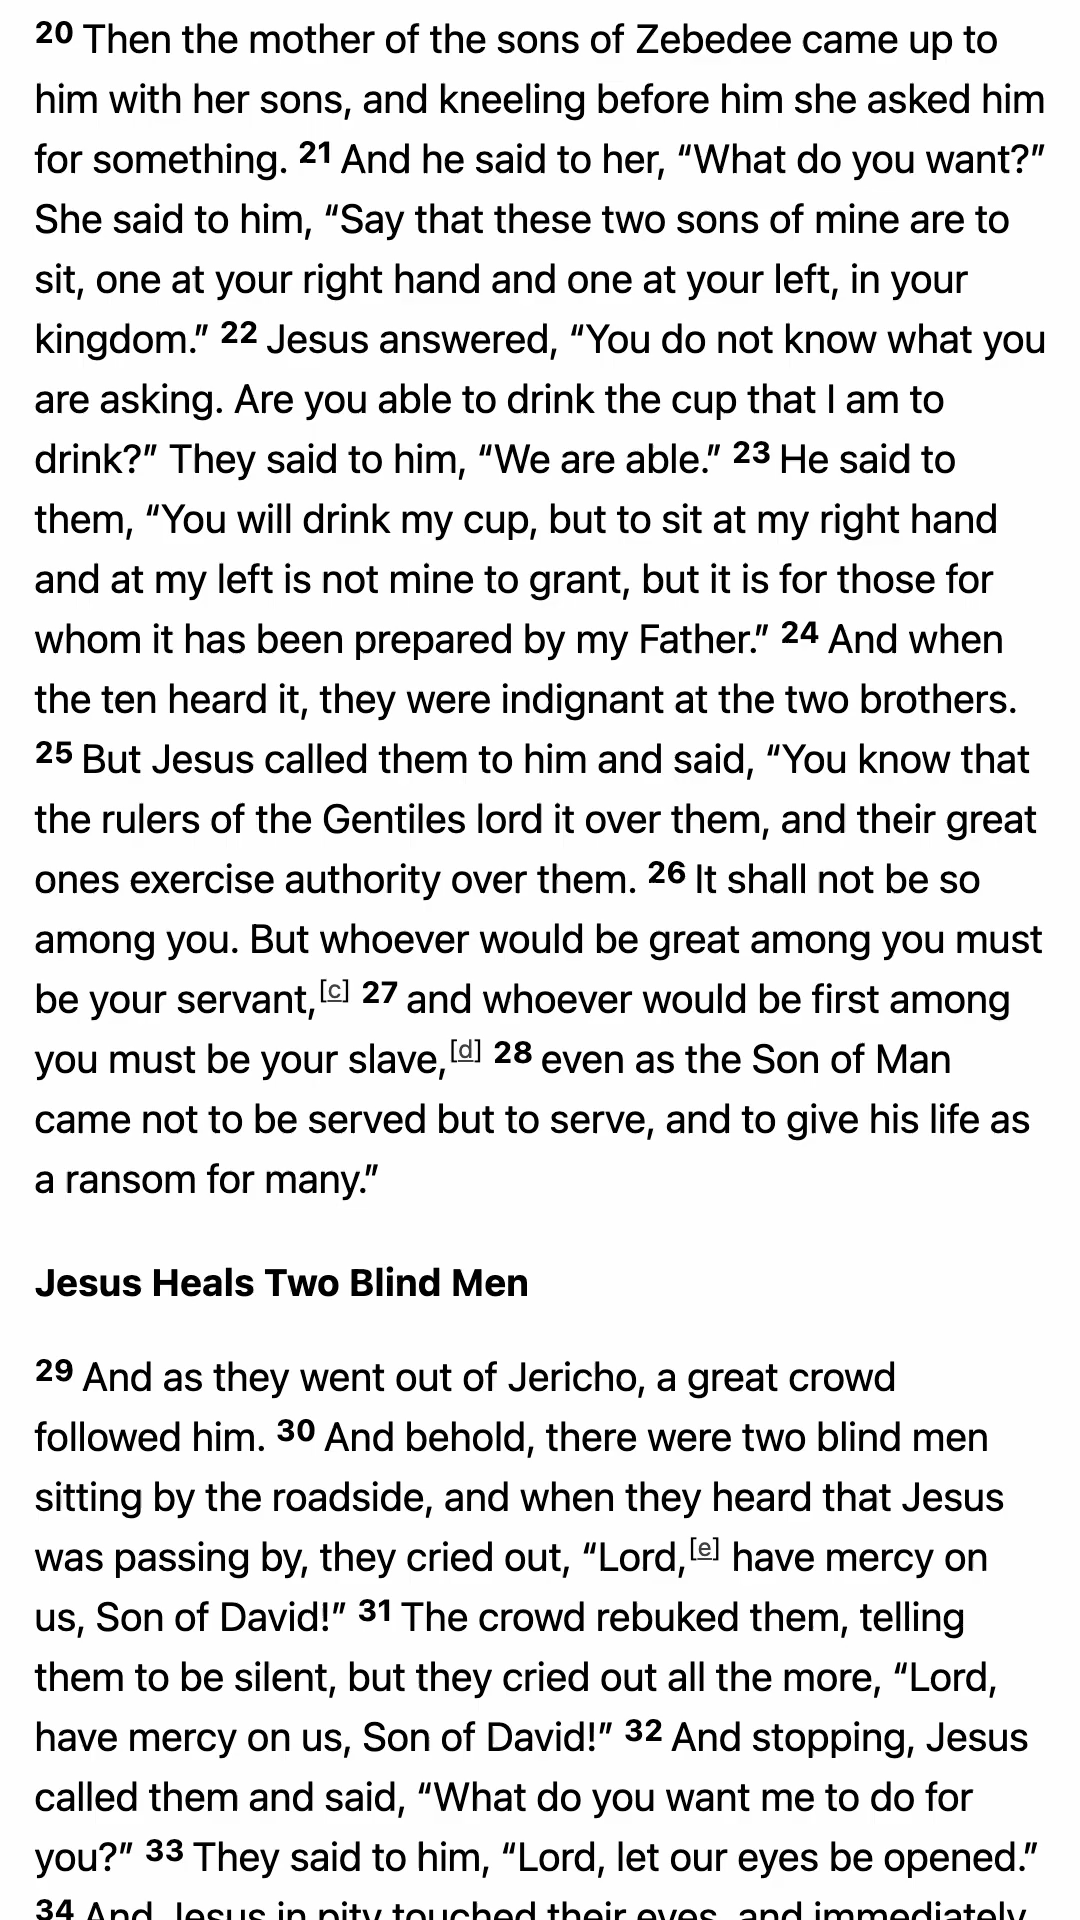 20 Then the mother of the sons of Zebedee came up to
him with her sons, and kneeling before him she asked him
for something. 21 And he said to her, “What do you want?”
She said to him, “Say that these two sons of mine are to
sit, one at your right hand and one at your left, in your
kingdom.” 22 Jesus answered, “You do not know what you
are asking. Are you able to drink the cup that I am to
drink?” They said to him, “We are able.” 23 He said to
them, “You will drink my cup, but to sit at my right hand
and at my left is not mine to grant, but it is for those for
whom it has been prepared by my Father.” 24 And when
the ten heard it, they were indignant at the two brothers.
25 But Jesus called them to him and said, “You know that
the rulers of the Gentiles lord it over them, and their great
ones exercise authority over them. 26 It shall not be so
among you. But whoever would be great among you must
be your servant,[c] 27 and whoever would be first among
you must be your slave,[d] 28 even as the Son of Man
came not to be served but to serve, and to give his life as
a ransom for many.”
Jesus Heals Two Blind Men
29 And as they went out of Jericho, a great crowd
followed him. 30 And behold, there were two blind men
sitting by the roadside, and when they heard that Jesus
was passing by, they cried out, “Lord,[e] have mercy on
us, Son of David!” 31 The crowd rebuked them, telling
them to be silent, but they cried out all the more, “Lord,
have mercy on us, Son of David!” 32 And stopping, Jesus
called them and said, “What do you want me to do for
you?” 33 They said to him, “Lord, let our eyes be opened.”
34 And Jesus in pity touched their eyes, and immediately